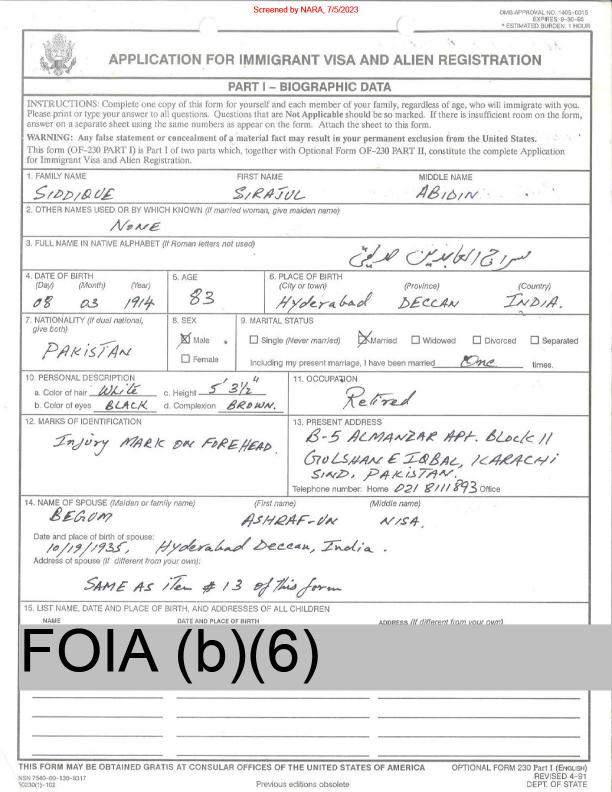 Screened by NARA, 7/5/2023
OMB APPROVAL NO. 1405-0015
EXPIRES: 9-30-95
* ESTIMATED BURDEN: 1 HOUR
APPLICATION FOR IMMIGRANT VISA AND ALIEN REGISTRATION
PART I – BIOGRAPHIC DATA
INSTRUCTIONS: Complete one copy of this form for yourself and each member of your family, regardless of age, who will immigrate with you.
Please print or type your answer to all questions. Questions that are Not Applicable should be so marked. If there is insufficient room on the form,
answer on a separate sheet using the same numbers as appear on the form. Attach the sheet to this form.
WARNING: Any false statement or concealment of a material fact may result in your permanent exclusion from the United States.
This form (OF-230 PART I) is Part I of two parts which, together with Optional Form OF-230 PART II, constitute the complete Application
for Immigrant Visa and Alien Registration.
1. FAMILY NAME FIRST NAME MIDDLE NAME
SIDDIQUE SIRAJUL ABIDIN
2. OTHER NAMES USED OR BY WHICH KNOWN (If married woman, give maiden name)
NONE
3. FULL NAME IN NATIVE ALPHABET (If Roman letters not used)
سراج العابدین صدیقی
4. DATE OF BIRTH 5. AGE 6. PLACE OF BIRTH
(Day) (Month) (Year) (City or town) (Province) (Country)
08 03 1914 83 Hyderabad DECCAN INDIA.
7. NATIONALITY (If dual national, give both) 8. SEX 9. MARITAL STATUS
PAKISTAN Male Single (Never married) Married Widowed Divorced Separated
Female Including my present marriage, I have been married One times.
10. PERSONAL DESCRIPTION 11. OCCUPATION
a. Color of hair White c. Height 5' 3½" Retired
b. Color of eyes BLACK d. Complexion BROWN.
12. MARKS OF IDENTIFICATION 13. PRESENT ADDRESS
Injury MARK ON FOREHEAD. B-5 ALMANZAR APT. BLOCK 11
GULSHAN E IQBAL, KARACHI
SIND, PAKISTAN.
Telephone number: Home 021 8111893 Office
14. NAME OF SPOUSE (Maiden or family name) (First name) (Middle name)
BEGUM ASHRAF-UN NISA.
Date and place of birth of spouse:
10/19/1935, Hyderabad Deccan, India.
Address of spouse (If different from your own):
SAME AS item # 13 of this form
15. LIST NAME, DATE AND PLACE OF BIRTH, AND ADDRESSES OF ALL CHILDREN
NAME DATE AND PLACE OF BIRTH ADDRESS (If different from your own)
FOIA (b)(6)
THIS FORM MAY BE OBTAINED GRATIS AT CONSULAR OFFICES OF THE UNITED STATES OF AMERICA OPTIONAL FORM 230 Part I (ENGLISH)
NSN 7540-00-130-8317 REVISED 4-91
50230(1)-102 Previous editions obsolete DEPT. OF STATE